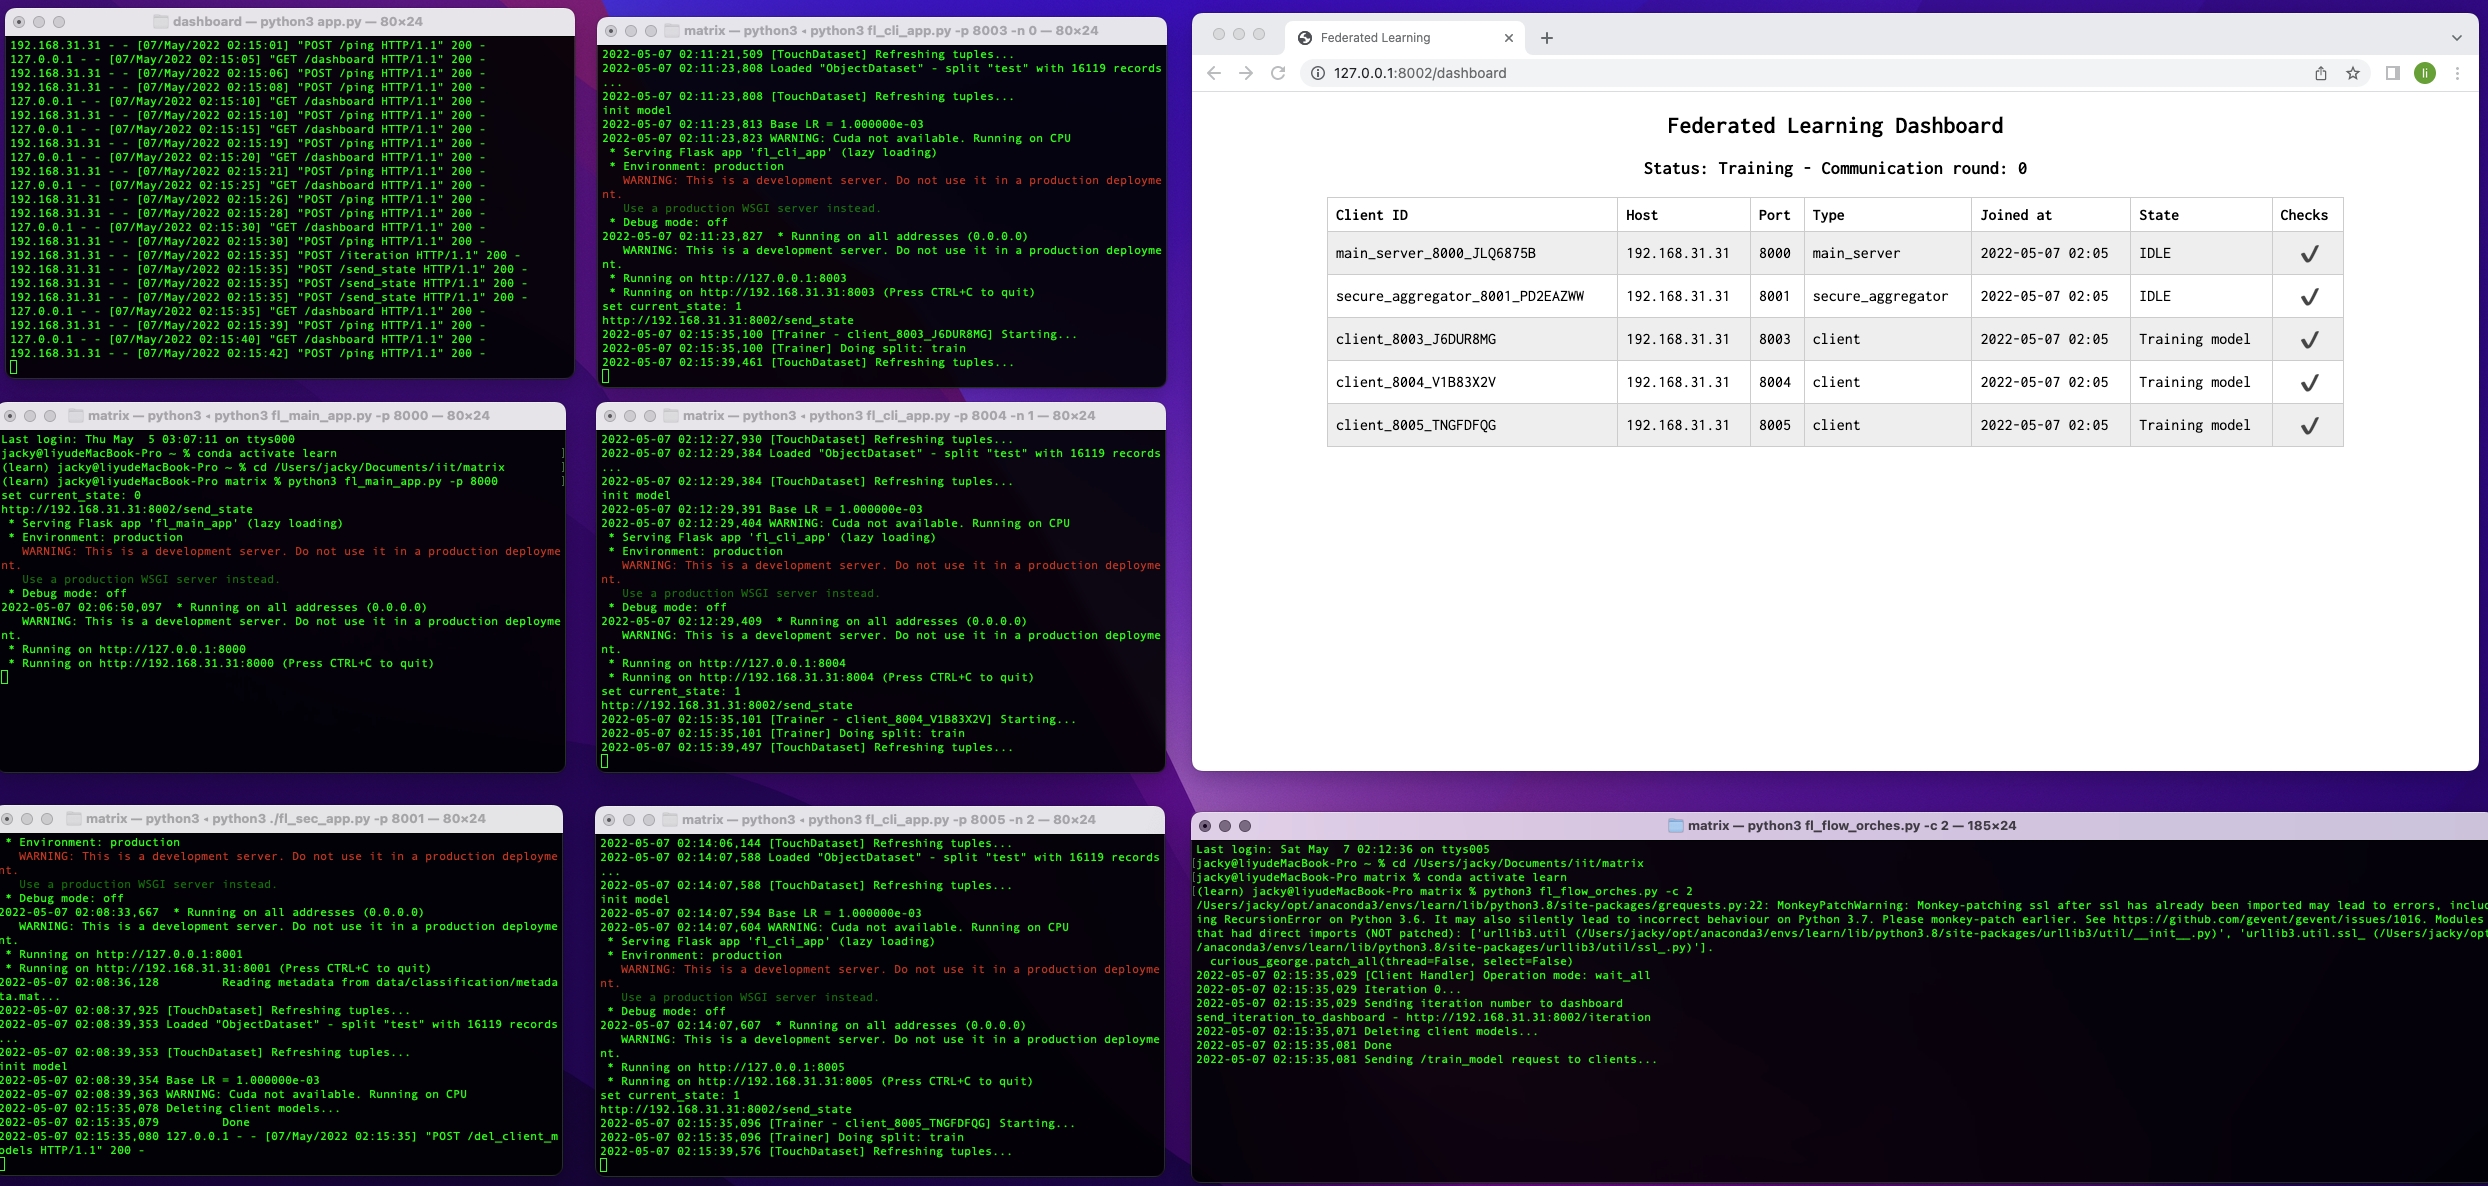 dashboard — python3 app.py — 80×24
192.168.31.31 - - [07/May/2022 02:15:01] "POST /ping HTTP/1.1" 200 -
127.0.0.1 - - [07/May/2022 02:15:05] "GET /dashboard HTTP/1.1" 200 -
192.168.31.31 - - [07/May/2022 02:15:06] "POST /ping HTTP/1.1" 200 -
192.168.31.31 - - [07/May/2022 02:15:08] "POST /ping HTTP/1.1" 200 -
127.0.0.1 - - [07/May/2022 02:15:10] "GET /dashboard HTTP/1.1" 200 -
192.168.31.31 - - [07/May/2022 02:15:10] "POST /ping HTTP/1.1" 200 -
127.0.0.1 - - [07/May/2022 02:15:15] "GET /dashboard HTTP/1.1" 200 -
192.168.31.31 - - [07/May/2022 02:15:19] "POST /ping HTTP/1.1" 200 -
127.0.0.1 - - [07/May/2022 02:15:20] "GET /dashboard HTTP/1.1" 200 -
192.168.31.31 - - [07/May/2022 02:15:21] "POST /ping HTTP/1.1" 200 -
127.0.0.1 - - [07/May/2022 02:15:25] "GET /dashboard HTTP/1.1" 200 -
192.168.31.31 - - [07/May/2022 02:15:26] "POST /ping HTTP/1.1" 200 -
192.168.31.31 - - [07/May/2022 02:15:28] "POST /ping HTTP/1.1" 200 -
127.0.0.1 - - [07/May/2022 02:15:30] "GET /dashboard HTTP/1.1" 200 -
192.168.31.31 - - [07/May/2022 02:15:30] "POST /ping HTTP/1.1" 200 -
192.168.31.31 - - [07/May/2022 02:15:35] "POST /iteration HTTP/1.1" 200 -
192.168.31.31 - - [07/May/2022 02:15:35] "POST /send_state HTTP/1.1" 200 -
192.168.31.31 - - [07/May/2022 02:15:35] "POST /send_state HTTP/1.1" 200 -
192.168.31.31 - - [07/May/2022 02:15:35] "POST /send_state HTTP/1.1" 200 -
127.0.0.1 - - [07/May/2022 02:15:35] "GET /dashboard HTTP/1.1" 200 -
192.168.31.31 - - [07/May/2022 02:15:39] "POST /ping HTTP/1.1" 200 -
127.0.0.1 - - [07/May/2022 02:15:40] "GET /dashboard HTTP/1.1" 200 -
192.168.31.31 - - [07/May/2022 02:15:42] "POST /ping HTTP/1.1" 200 -
matrix — python3 ◂ python3 fl_cli_app.py -p 8003 -n 0 — 80×24
2022-05-07 02:11:21,509 [TouchDataset] Refreshing tuples...
2022-05-07 02:11:23,808 Loaded "ObjectDataset" - split "test" with 16119 records
...
2022-05-07 02:11:23,808 [TouchDataset] Refreshing tuples...
init model
2022-05-07 02:11:23,813 Base LR = 1.000000e-03
2022-05-07 02:11:23,823 WARNING: Cuda not available. Running on CPU
* Serving Flask app 'fl_cli_app' (lazy loading)
* Environment: production
WARNING: This is a development server. Do not use it in a production deployme
nt.
Use a production WSGI server instead.
* Debug mode: off
2022-05-07 02:11:23,827  * Running on all addresses (0.0.0.0)
WARNING: This is a development server. Do not use it in a production deployme
nt.
* Running on http://127.0.0.1:8003
* Running on http://192.168.31.31:8003 (Press CTRL+C to quit)
set current_state: 1
http://192.168.31.31:8002/send_state
2022-05-07 02:15:35,100 [Trainer - client_8003_J6DUR8MG] Starting...
2022-05-07 02:15:35,100 [Trainer] Doing split: train
2022-05-07 02:15:39,461 [TouchDataset] Refreshing tuples...
Federated Learning
127.0.0.1:8002/dashboard
li
Federated Learning Dashboard
Status: Training - Communication round: 0
Client ID Host Port Type Joined at State Checks
main_server_8000_JLQ6875B 192.168.31.31 8000 main_server 2022-05-07 02:05 IDLE ✓
secure_aggregator_8001_PD2EAZWW 192.168.31.31 8001 secure_aggregator 2022-05-07 02:05 IDLE ✓
client_8003_J6DUR8MG 192.168.31.31 8003 client 2022-05-07 02:05 Training model ✓
client_8004_V1B83X2V 192.168.31.31 8004 client 2022-05-07 02:05 Training model ✓
client_8005_TNGFDFQG 192.168.31.31 8005 client 2022-05-07 02:05 Training model ✓
matrix — python3 ◂ python3 fl_main_app.py -p 8000 — 80×24
Last login: Thu May  5 03:07:11 on ttys000
jacky@liyudeMacBook-Pro ~ % conda activate learn
(learn) jacky@liyudeMacBook-Pro ~ % cd /Users/jacky/Documents/iit/matrix
(learn) jacky@liyudeMacBook-Pro matrix % python3 fl_main_app.py -p 8000
set current_state: 0
http://192.168.31.31:8002/send_state
* Serving Flask app 'fl_main_app' (lazy loading)
* Environment: production
WARNING: This is a development server. Do not use it in a production deployme
nt.
Use a production WSGI server instead.
* Debug mode: off
2022-05-07 02:06:50,097  * Running on all addresses (0.0.0.0)
WARNING: This is a development server. Do not use it in a production deployme
nt.
* Running on http://127.0.0.1:8000
* Running on http://192.168.31.31:8000 (Press CTRL+C to quit)
matrix — python3 ◂ python3 fl_cli_app.py -p 8004 -n 1 — 80×24
2022-05-07 02:12:27,930 [TouchDataset] Refreshing tuples...
2022-05-07 02:12:29,384 Loaded "ObjectDataset" - split "test" with 16119 records
...
2022-05-07 02:12:29,384 [TouchDataset] Refreshing tuples...
init model
2022-05-07 02:12:29,391 Base LR = 1.000000e-03
2022-05-07 02:12:29,404 WARNING: Cuda not available. Running on CPU
* Serving Flask app 'fl_cli_app' (lazy loading)
* Environment: production
WARNING: This is a development server. Do not use it in a production deployme
nt.
Use a production WSGI server instead.
* Debug mode: off
2022-05-07 02:12:29,409  * Running on all addresses (0.0.0.0)
WARNING: This is a development server. Do not use it in a production deployme
nt.
* Running on http://127.0.0.1:8004
* Running on http://192.168.31.31:8004 (Press CTRL+C to quit)
set current_state: 1
http://192.168.31.31:8002/send_state
2022-05-07 02:15:35,101 [Trainer - client_8004_V1B83X2V] Starting...
2022-05-07 02:15:35,101 [Trainer] Doing split: train
2022-05-07 02:15:39,497 [TouchDataset] Refreshing tuples...
matrix — python3 ◂ python3 ./fl_sec_app.py -p 8001 — 80×24
* Environment: production
WARNING: This is a development server. Do not use it in a production deployme
nt.
Use a production WSGI server instead.
* Debug mode: off
2022-05-07 02:08:33,667  * Running on all addresses (0.0.0.0)
WARNING: This is a development server. Do not use it in a production deployme
nt.
* Running on http://127.0.0.1:8001
* Running on http://192.168.31.31:8001 (Press CTRL+C to quit)
2022-05-07 02:08:36,128         Reading metadata from data/classification/metada
ta.mat...
2022-05-07 02:08:37,925 [TouchDataset] Refreshing tuples...
2022-05-07 02:08:39,353 Loaded "ObjectDataset" - split "test" with 16119 records
...
2022-05-07 02:08:39,353 [TouchDataset] Refreshing tuples...
init model
2022-05-07 02:08:39,354 Base LR = 1.000000e-03
2022-05-07 02:08:39,363 WARNING: Cuda not available. Running on CPU
2022-05-07 02:15:35,078 Deleting client models...
2022-05-07 02:15:35,079         Done
2022-05-07 02:15:35,080 127.0.0.1 - - [07/May/2022 02:15:35] "POST /del_client_m
odels HTTP/1.1" 200 -
matrix — python3 ◂ python3 fl_cli_app.py -p 8005 -n 2 — 80×24
2022-05-07 02:14:06,144 [TouchDataset] Refreshing tuples...
2022-05-07 02:14:07,588 Loaded "ObjectDataset" - split "test" with 16119 records
...
2022-05-07 02:14:07,588 [TouchDataset] Refreshing tuples...
init model
2022-05-07 02:14:07,594 Base LR = 1.000000e-03
2022-05-07 02:14:07,604 WARNING: Cuda not available. Running on CPU
* Serving Flask app 'fl_cli_app' (lazy loading)
* Environment: production
WARNING: This is a development server. Do not use it in a production deployme
nt.
Use a production WSGI server instead.
* Debug mode: off
2022-05-07 02:14:07,607  * Running on all addresses (0.0.0.0)
WARNING: This is a development server. Do not use it in a production deployme
nt.
* Running on http://127.0.0.1:8005
* Running on http://192.168.31.31:8005 (Press CTRL+C to quit)
set current_state: 1
http://192.168.31.31:8002/send_state
2022-05-07 02:15:35,096 [Trainer - client_8005_TNGFDFQG] Starting...
2022-05-07 02:15:35,096 [Trainer] Doing split: train
2022-05-07 02:15:39,576 [TouchDataset] Refreshing tuples...
matrix — python3 fl_flow_orches.py -c 2 — 185×24
Last login: Sat May  7 02:12:36 on ttys005
[jacky@liyudeMacBook-Pro ~ % cd /Users/jacky/Documents/iit/matrix
[jacky@liyudeMacBook-Pro matrix % conda activate learn
[(learn) jacky@liyudeMacBook-Pro matrix % python3 fl_flow_orches.py -c 2
/Users/jacky/opt/anaconda3/envs/learn/lib/python3.8/site-packages/grequests.py:22: MonkeyPatchWarning: Monkey-patching ssl after ssl has already been imported may lead to errors, includ
ing RecursionError on Python 3.6. It may also silently lead to incorrect behaviour on Python 3.7. Please monkey-patch earlier. See https://github.com/gevent/gevent/issues/1016. Modules
that had direct imports (NOT patched): ['urllib3.util (/Users/jacky/opt/anaconda3/envs/learn/lib/python3.8/site-packages/urllib3/util/__init__.py)', 'urllib3.util.ssl_ (/Users/jacky/opt
/anaconda3/envs/learn/lib/python3.8/site-packages/urllib3/util/ssl_.py)'].
curious_george.patch_all(thread=False, select=False)
2022-05-07 02:15:35,029 [Client Handler] Operation mode: wait_all
2022-05-07 02:15:35,029 Iteration 0...
2022-05-07 02:15:35,029 Sending iteration number to dashboard
send_iteration_to_dashboard - http://192.168.31.31:8002/iteration
2022-05-07 02:15:35,071 Deleting client models...
2022-05-07 02:15:35,081 Done
2022-05-07 02:15:35,081 Sending /train_model request to clients...